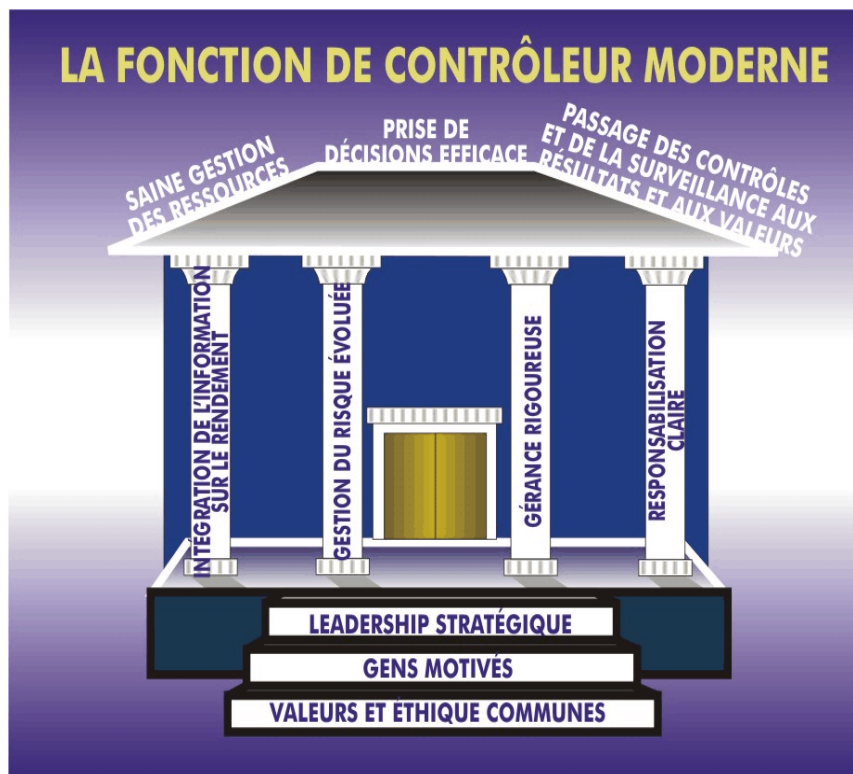 LA FONCTION DE CONTRÔLEUR MODERNE
SAINE GESTION
DES RESSOURCES
PRISE DE
DÉCISIONS EFFICACE
PASSAGE DES CONTRÔLES
ET DE LA SURVEILLANCE AUX
RÉSULTATS ET AUX VALEURS
INTÉGRATION DE L'INFORMATION
SUR LE RENDEMENT
GESTION DU RISQUE ÉVOLUÉE
GÉRANCE RIGOUREUSE
RESPONSABILISATION
CLAIRE
LEADERSHIP STRATÉGIQUE
GENS MOTIVÉS
VALEURS ET ÉTHIQUE COMMUNES